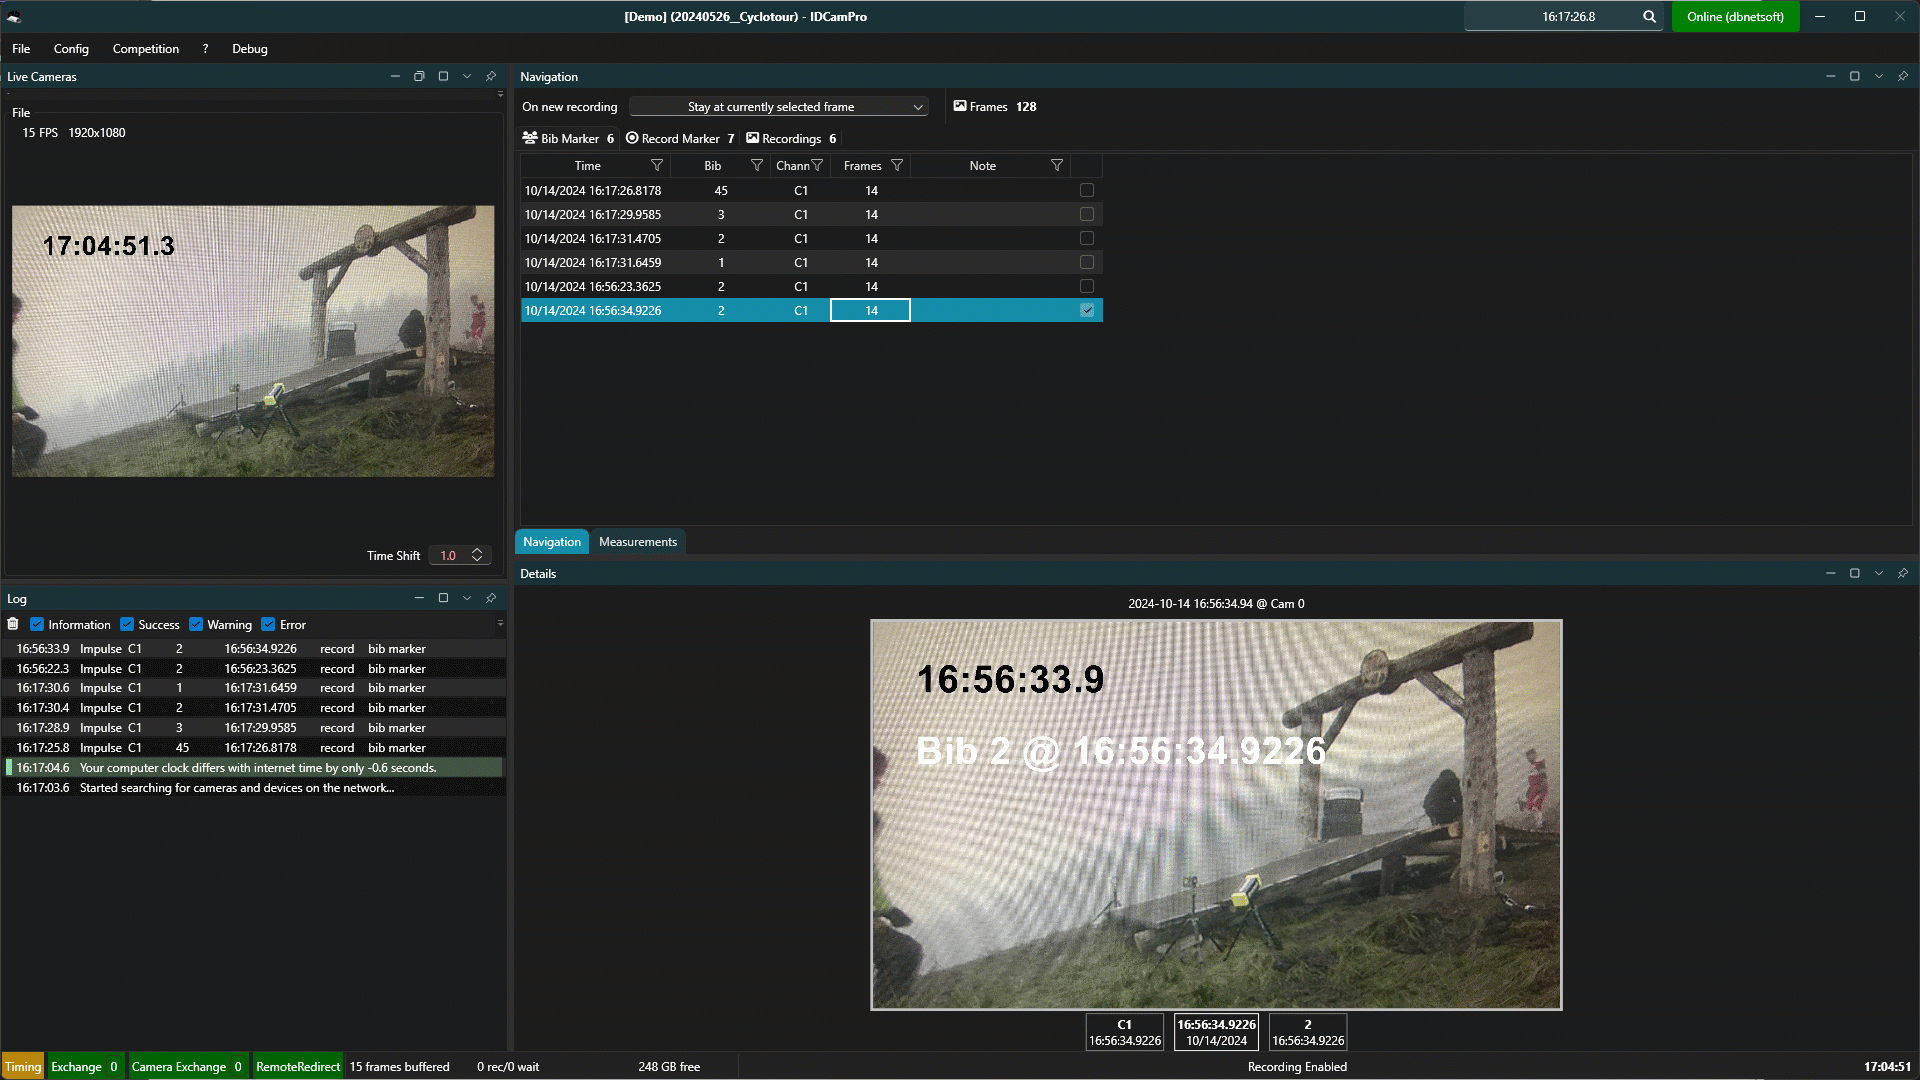 [Demo] (20240526__Cyclotour) - IDCamPro
16:17:26.8
Online (dbnetsoft)
File Config Competition ? Debug
Live Cameras
File
15 FPS 1920x1080
17:04:51.3
Time Shift 1.0
Navigation
On new recording Stay at currently selected frame Frames 128
Bib Marker 6 Record Marker 7 Recordings 6
Time Bib Chann Frames Note
10/14/2024 16:17:26.8178 45 C1 14
10/14/2024 16:17:29.9585 3 C1 14
10/14/2024 16:17:31.4705 2 C1 14
10/14/2024 16:17:31.6459 1 C1 14
10/14/2024 16:56:23.3625 2 C1 14
10/14/2024 16:56:34.9226 2 C1 14
Navigation Measurements
Log
Information Success Warning Error
16:56:33.9 Impulse C1 2 16:56:34.9226 record bib marker
16:56:22.3 Impulse C1 2 16:56:23.3625 record bib marker
16:17:30.6 Impulse C1 1 16:17:31.6459 record bib marker
16:17:30.4 Impulse C1 2 16:17:31.4705 record bib marker
16:17:28.9 Impulse C1 3 16:17:29.9585 record bib marker
16:17:25.8 Impulse C1 45 16:17:26.8178 record bib marker
16:17:04.6 Your computer clock differs with internet time by only -0.6 seconds.
16:17:03.6 Started searching for cameras and devices on the network...
Details
2024-10-14 16:56:34.94 @ Cam 0
16:56:33.9
Bib 2 @ 16:56:34.9226
C1
16:56:34.9226
16:56:34.9226
10/14/2024
2
16:56:34.9226
Timing Exchange 0 Camera Exchange 0 RemoteRedirect 15 frames buffered 0 rec/0 wait 248 GB free Recording Enabled 17:04:51